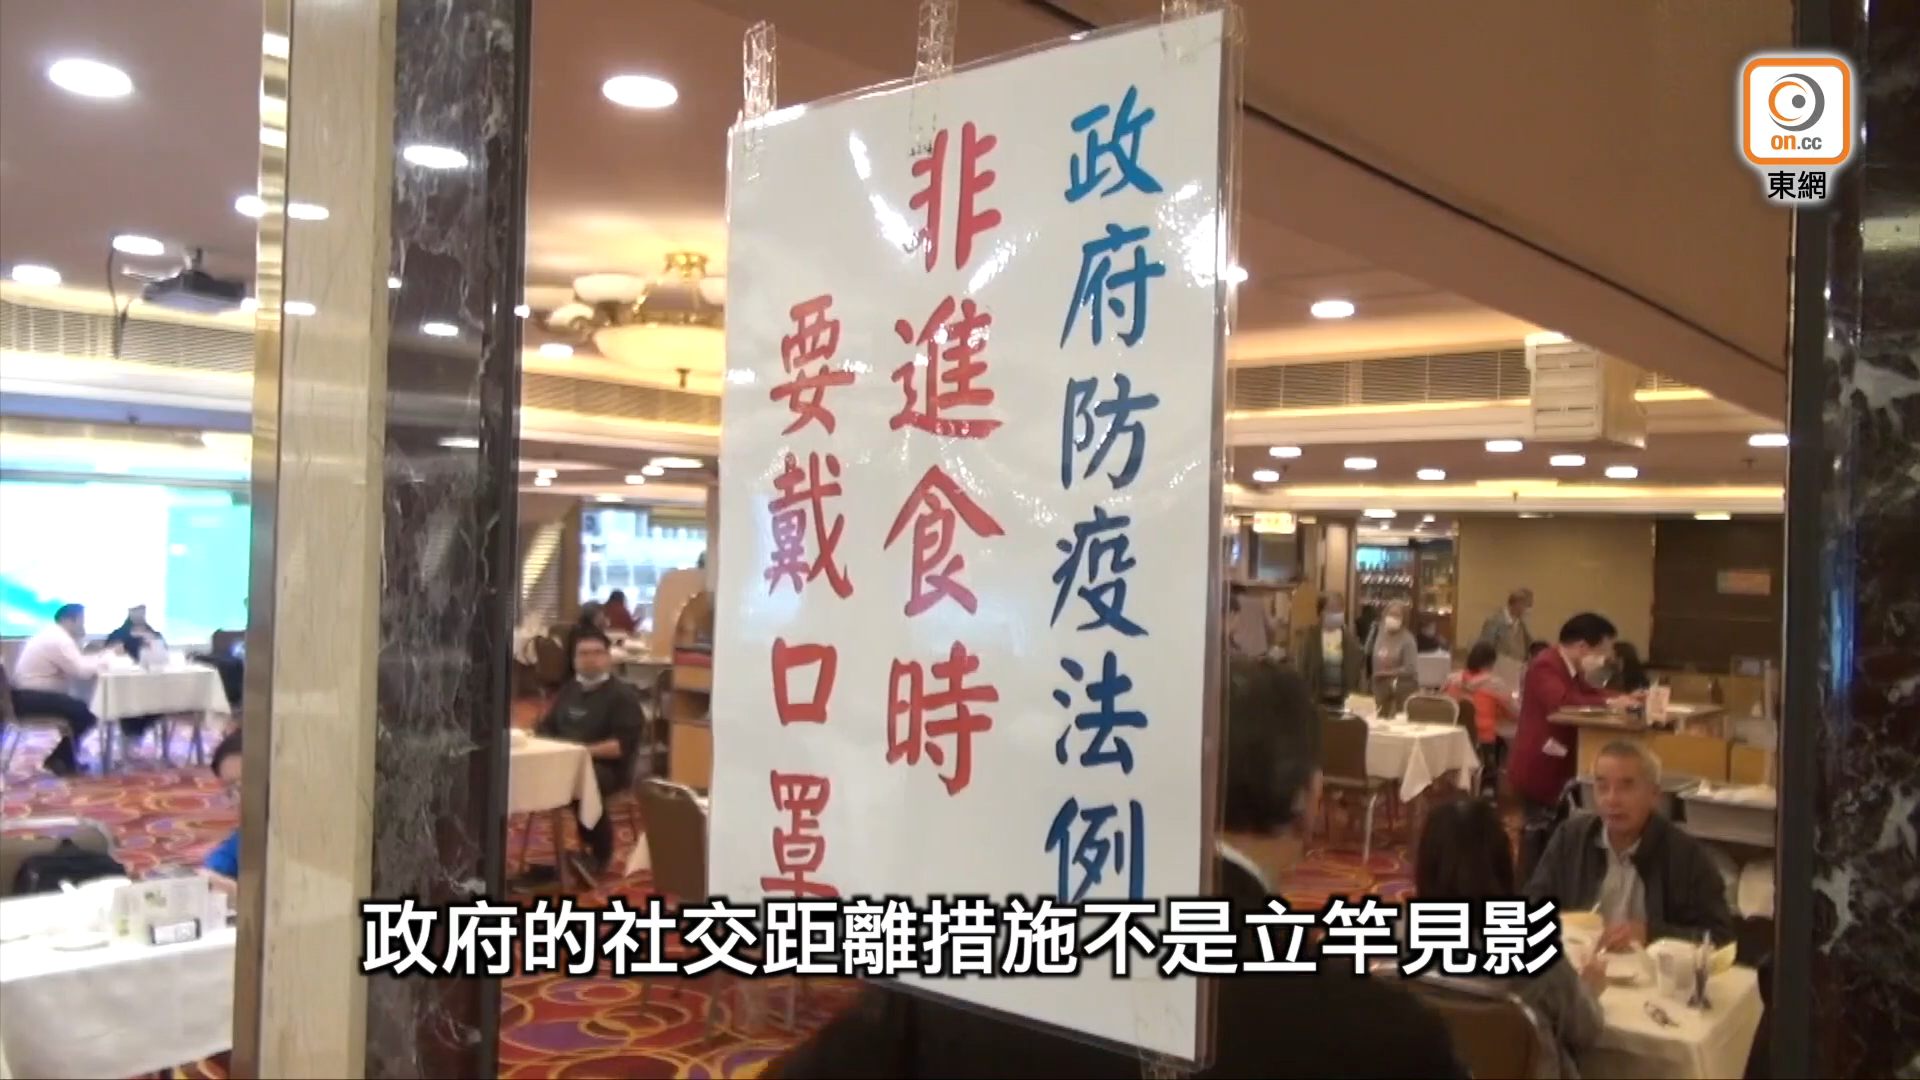 政府防疫法例
非進食時
要戴口罩
on.cc
東網
政府的社交距離措施不是立竿見影